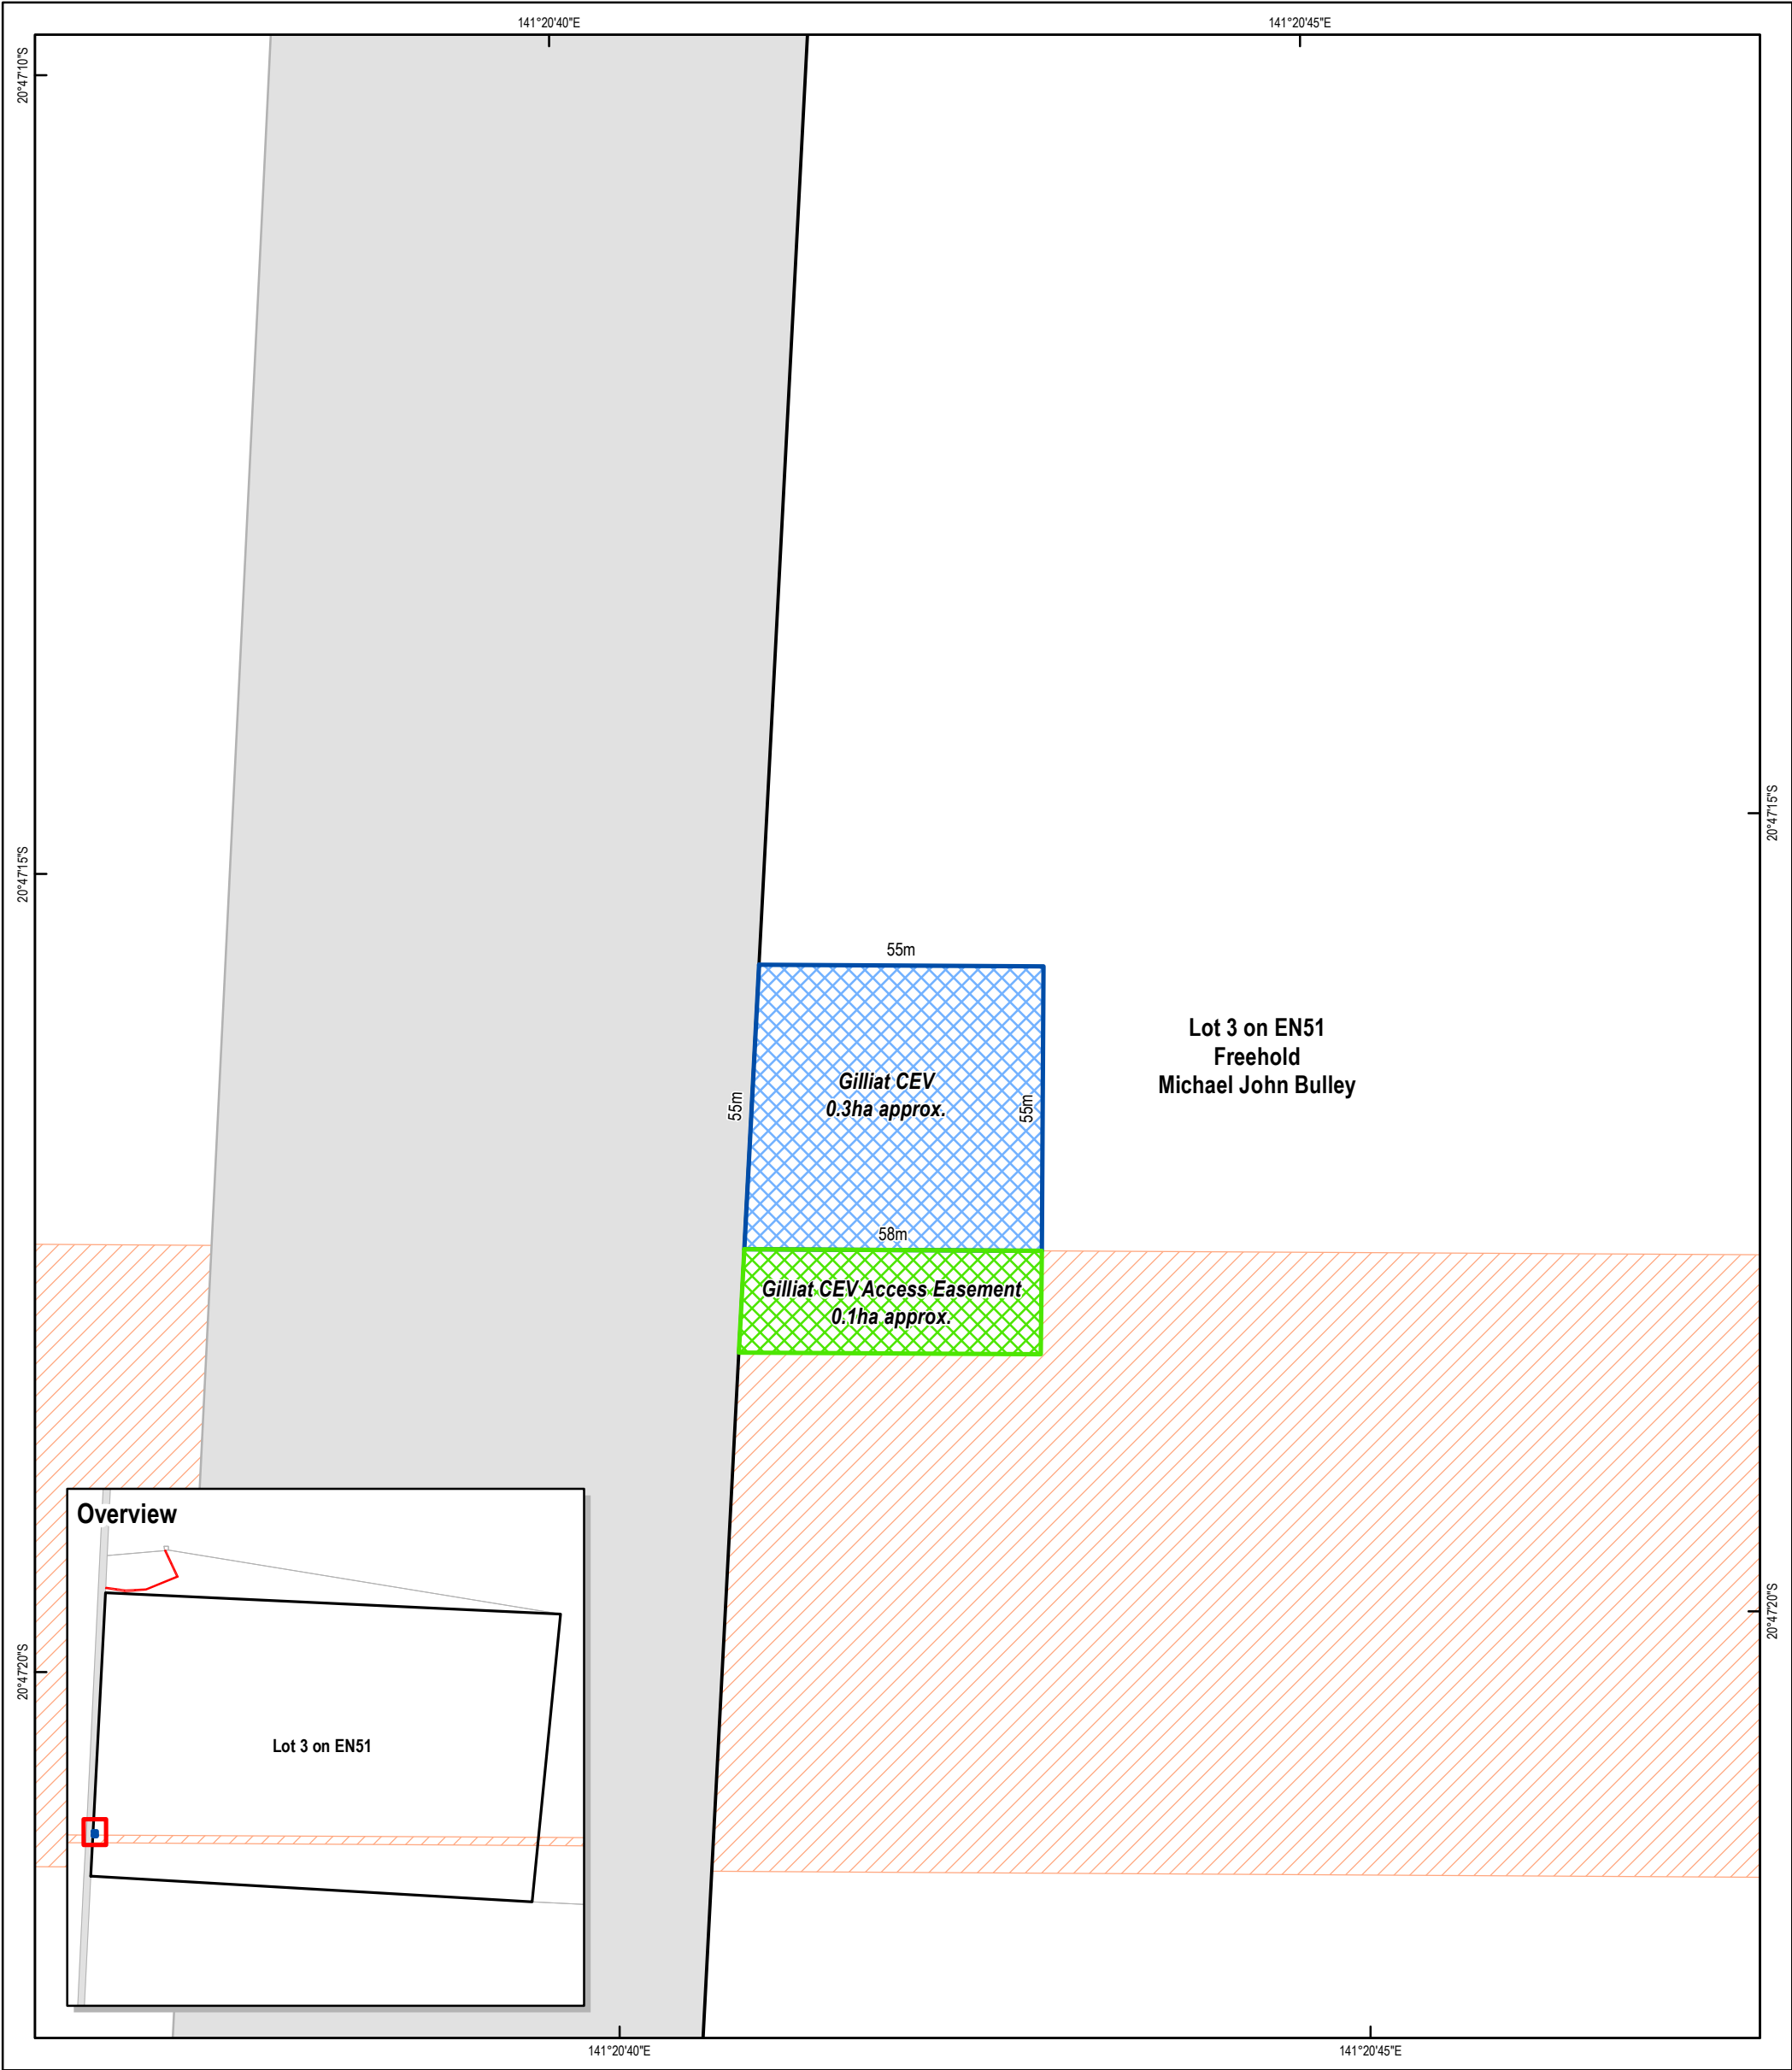 141°20'40"E
141°20'45"E
20°47'10"S
20°47'15"S
20°47'15"S
55m
Lot 3 on EN51
Freehold
Michael John Bulley
Gilliat CEV
0.3ha approx.
55m
55m
58m
Gilliat CEV Access Easement
0.1ha approx.
Overview
Lot 3 on EN51
20°47'20"S
20°47'20"S
141°20'40"E
141°20'45"E